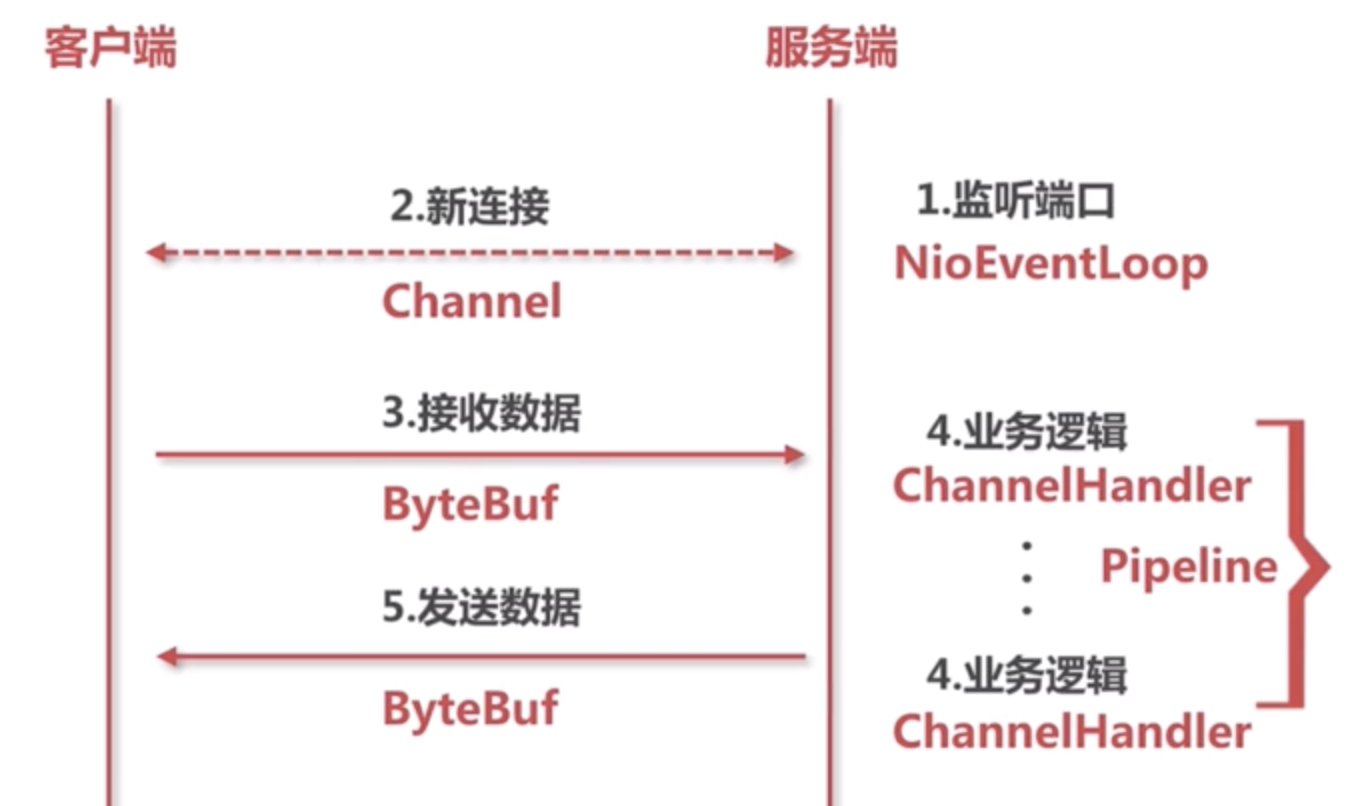 客户端
服务端
1.监听端口
NioEventLoop
2.新连接
Channel
3.接收数据
ByteBuf
4.业务逻辑
ChannelHandler
Pipeline
4.业务逻辑
ChannelHandler
5.发送数据
ByteBuf